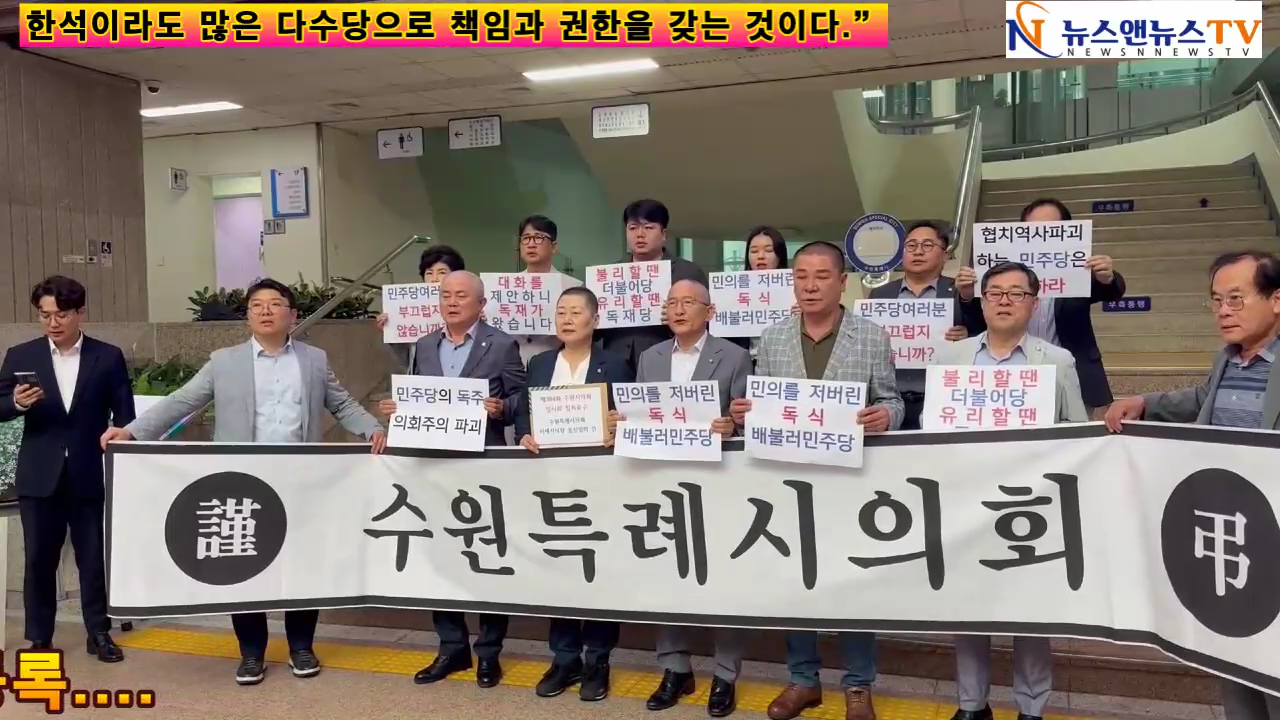 한석이라도 많은 다수당으로 책임과 권한을 갖는 것이다.”
뉴스앤뉴스TV
NEWSNNEWSTV
협치역사파괴
하는 민주당은
하라
민주당여러분
부끄럽지
않습니까?
대화를
제안하니
독재가
왔습니다
불리할땐
더불어당
유리할땐
독재당
민의를 저버린
독식
배불러민주당
민주당여러분
부끄럽지
않습니까?
민주당의 독주
의회주의 파괴
민의를 저버린
독식
배불러민주당
민의를 저버린
독식
배불러민주당
불리할땐
더불어당
유리할땐
謹 수원특례시의회 弔
록....